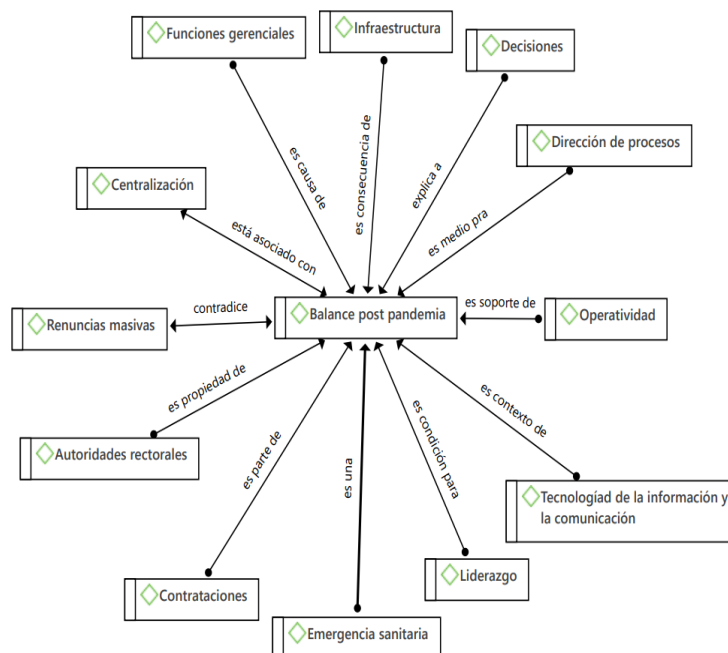 Funciones gerenciales
Infraestructura
Decisiones
Dirección de procesos
Centralización
es causa de
es consecuencia de
explica a
es medio pra
está asociado con
Renuncias masivas
contradice
Balance post pandemia
es soporte de
Operatividad
es propiedad de
Autoridades rectorales
es parte de
es una
es condición para
es contexto de
Tecnologíad de la información y
la comunicación
Contrataciones
Liderazgo
Emergencia sanitaria